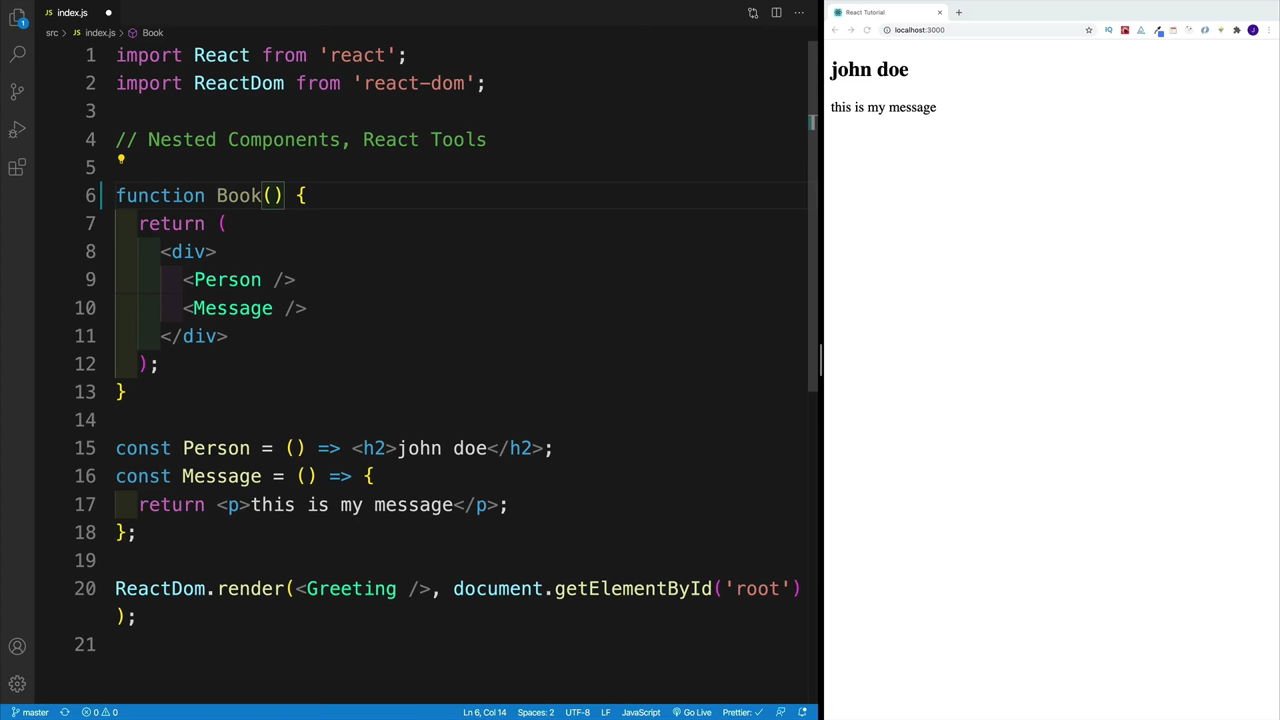 index.js
src > index.js > Book
1 import React from 'react';
2 import ReactDom from 'react-dom';
3
4 // Nested Components, React Tools
5
6 function Book() {
7 return (
8 <div>
9 <Person />
10 <Message />
11 </div>
12 );
13 }
14
15 const Person = () => <h2>john doe</h2>;
16 const Message = () => {
17 return <p>this is my message</p>;
18 };
19
20 ReactDom.render(<Greeting />, document.getElementById('root')
);
21
master 0 0 Ln 6, Col 14 Spaces: 2 UTF-8 LF JavaScript Go Live Prettier: ✓
React Tutorial
localhost:3000
john doe
this is my message